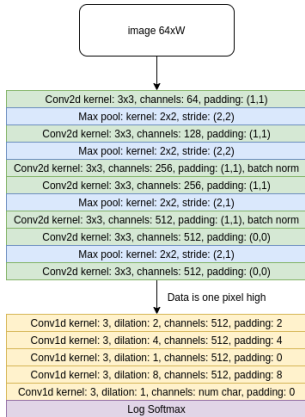 image 64xW
Conv2d kernel: 3x3, channels: 64, padding: (1,1)
Max pool: kernel: 2x2, stride: (2,2)
Conv2d kernel: 3x3, channels: 128, padding: (1,1)
Max pool: kernel: 2x2, stride: (2,2)
Conv2d kernel: 3x3, channels: 256, padding: (1,1), batch norm
Conv2d kernel: 3x3, channels: 256, padding: (1,1)
Max pool: kernel: 2x2, stride: (2,1)
Conv2d kernel: 3x3, channels: 512, padding: (1,1), batch norm
Conv2d kernel: 3x3, channels: 512, padding: (0,0)
Max pool: kernel: 2x2, stride: (2,1)
Conv2d kernel: 3x3, channels: 512, padding: (0,0)
Data is one pixel high
Conv1d kernel: 3, dilation: 2, channels: 512, padding: 2
Conv1d kernel: 3, dilation: 4, channels: 512, padding: 4
Conv1d kernel: 3, dilation: 1, channels: 512, padding: 0
Conv1d kernel: 3, dilation: 8, channels: 512, padding: 8
Conv1d kernel: 3, dilation: 1, channels: num char, padding: 0
Log Softmax